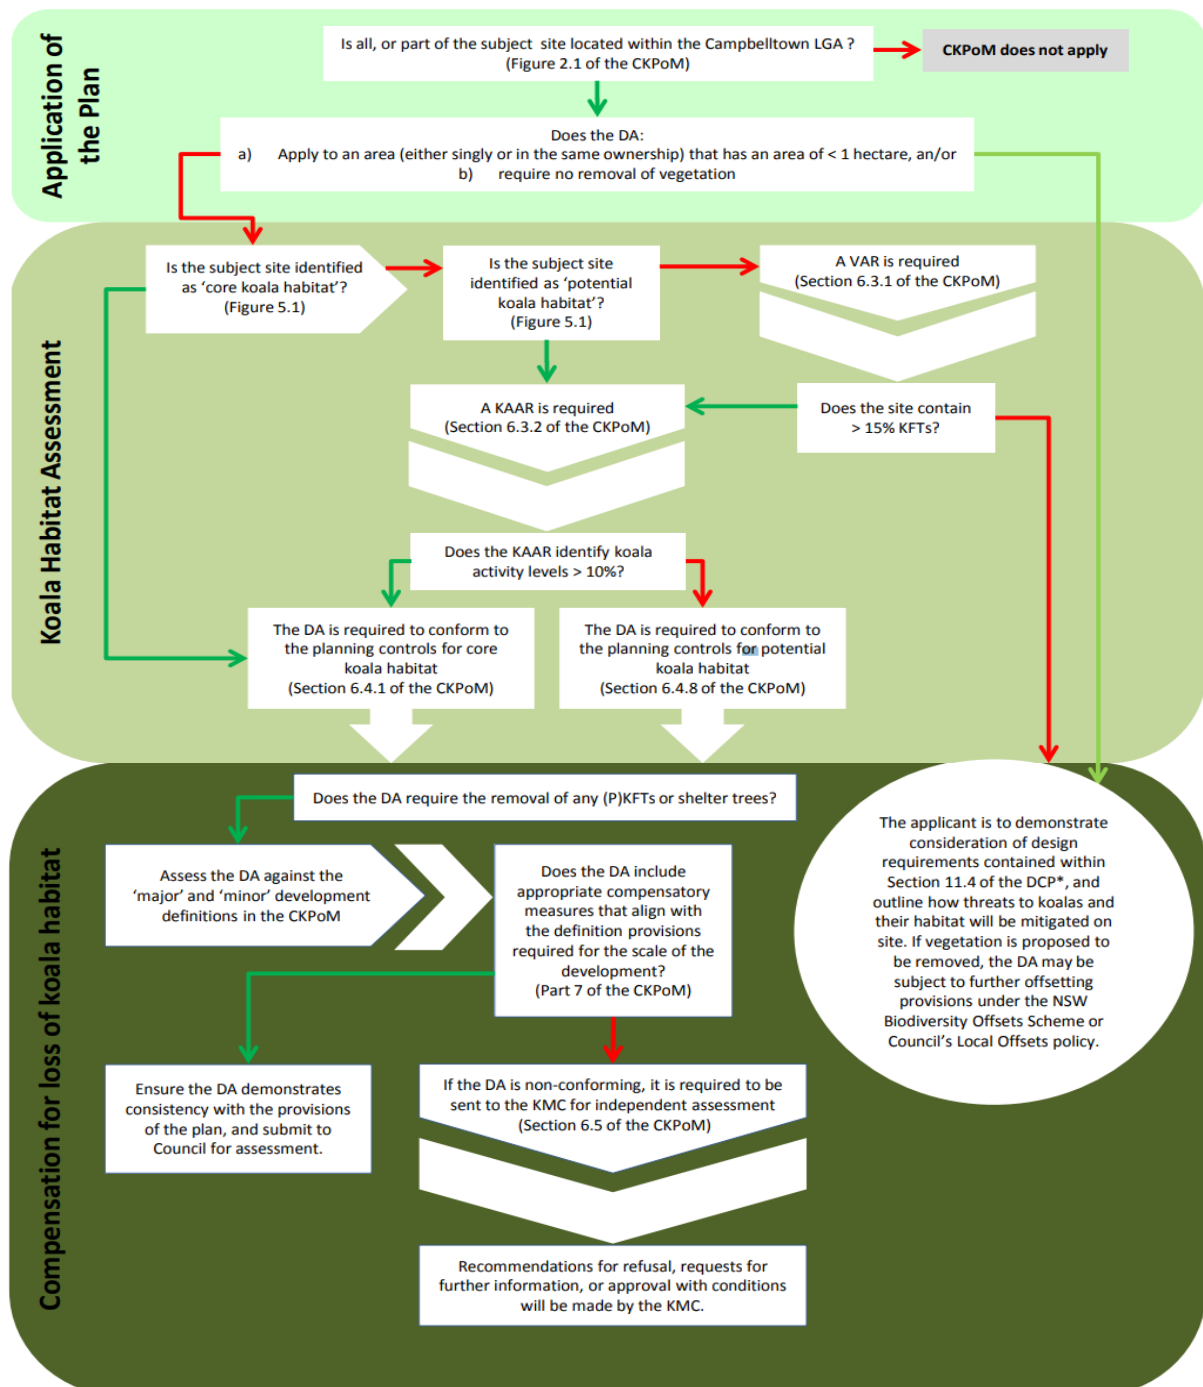 Application of
the Plan
Is all, or part of the subject site located within the Campbelltown LGA ?
(Figure 2.1 of the CKPoM)
CKPoM does not apply
Does the DA:
a) Apply to an area (either singly or in the same ownership) that has an area of < 1 hectare, an/or
b) require no removal of vegetation
Koala Habitat Assessment
Is the subject site identified
as ‘core koala habitat’?
(Figure 5.1)
Is the subject site
identified as ‘potential
koala habitat’?
(Figure 5.1)
A VAR is required
(Section 6.3.1 of the CKPoM)
A KAAR is required
(Section 6.3.2 of the CKPoM)
Does the site contain
> 15% KFTs?
Does the KAAR identify koala
activity levels > 10%?
The DA is required to conform to
the planning controls for core
koala habitat
(Section 6.4.1 of the CKPoM)
The DA is required to conform to
the planning controls for potential
koala habitat
(Section 6.4.8 of the CKPoM)
Compensation for loss of koala habitat
Does the DA require the removal of any (P)KFTs or shelter trees?
Assess the DA against the
‘major’ and ‘minor’ development
definitions in the CKPoM
Does the DA include
appropriate compensatory
measures that align with
the definition provisions
required for the scale of the
development?
(Part 7 of the CKPoM)
The applicant is to demonstrate
consideration of design
requirements contained within
Section 11.4 of the DCP*, and
outline how threats to koalas and
their habitat will be mitigated on
site. If vegetation is proposed to
be removed, the DA may be
subject to further offsetting
provisions under the NSW
Biodiversity Offsets Scheme or
Council’s Local Offsets policy.
Ensure the DA demonstrates
consistency with the provisions
of the plan, and submit to
Council for assessment.
If the DA is non-conforming, it is required to be
sent to the KMC for independent assessment
(Section 6.5 of the CKPoM)
Recommendations for refusal, requests for
further information, or approval with conditions
will be made by the KMC.